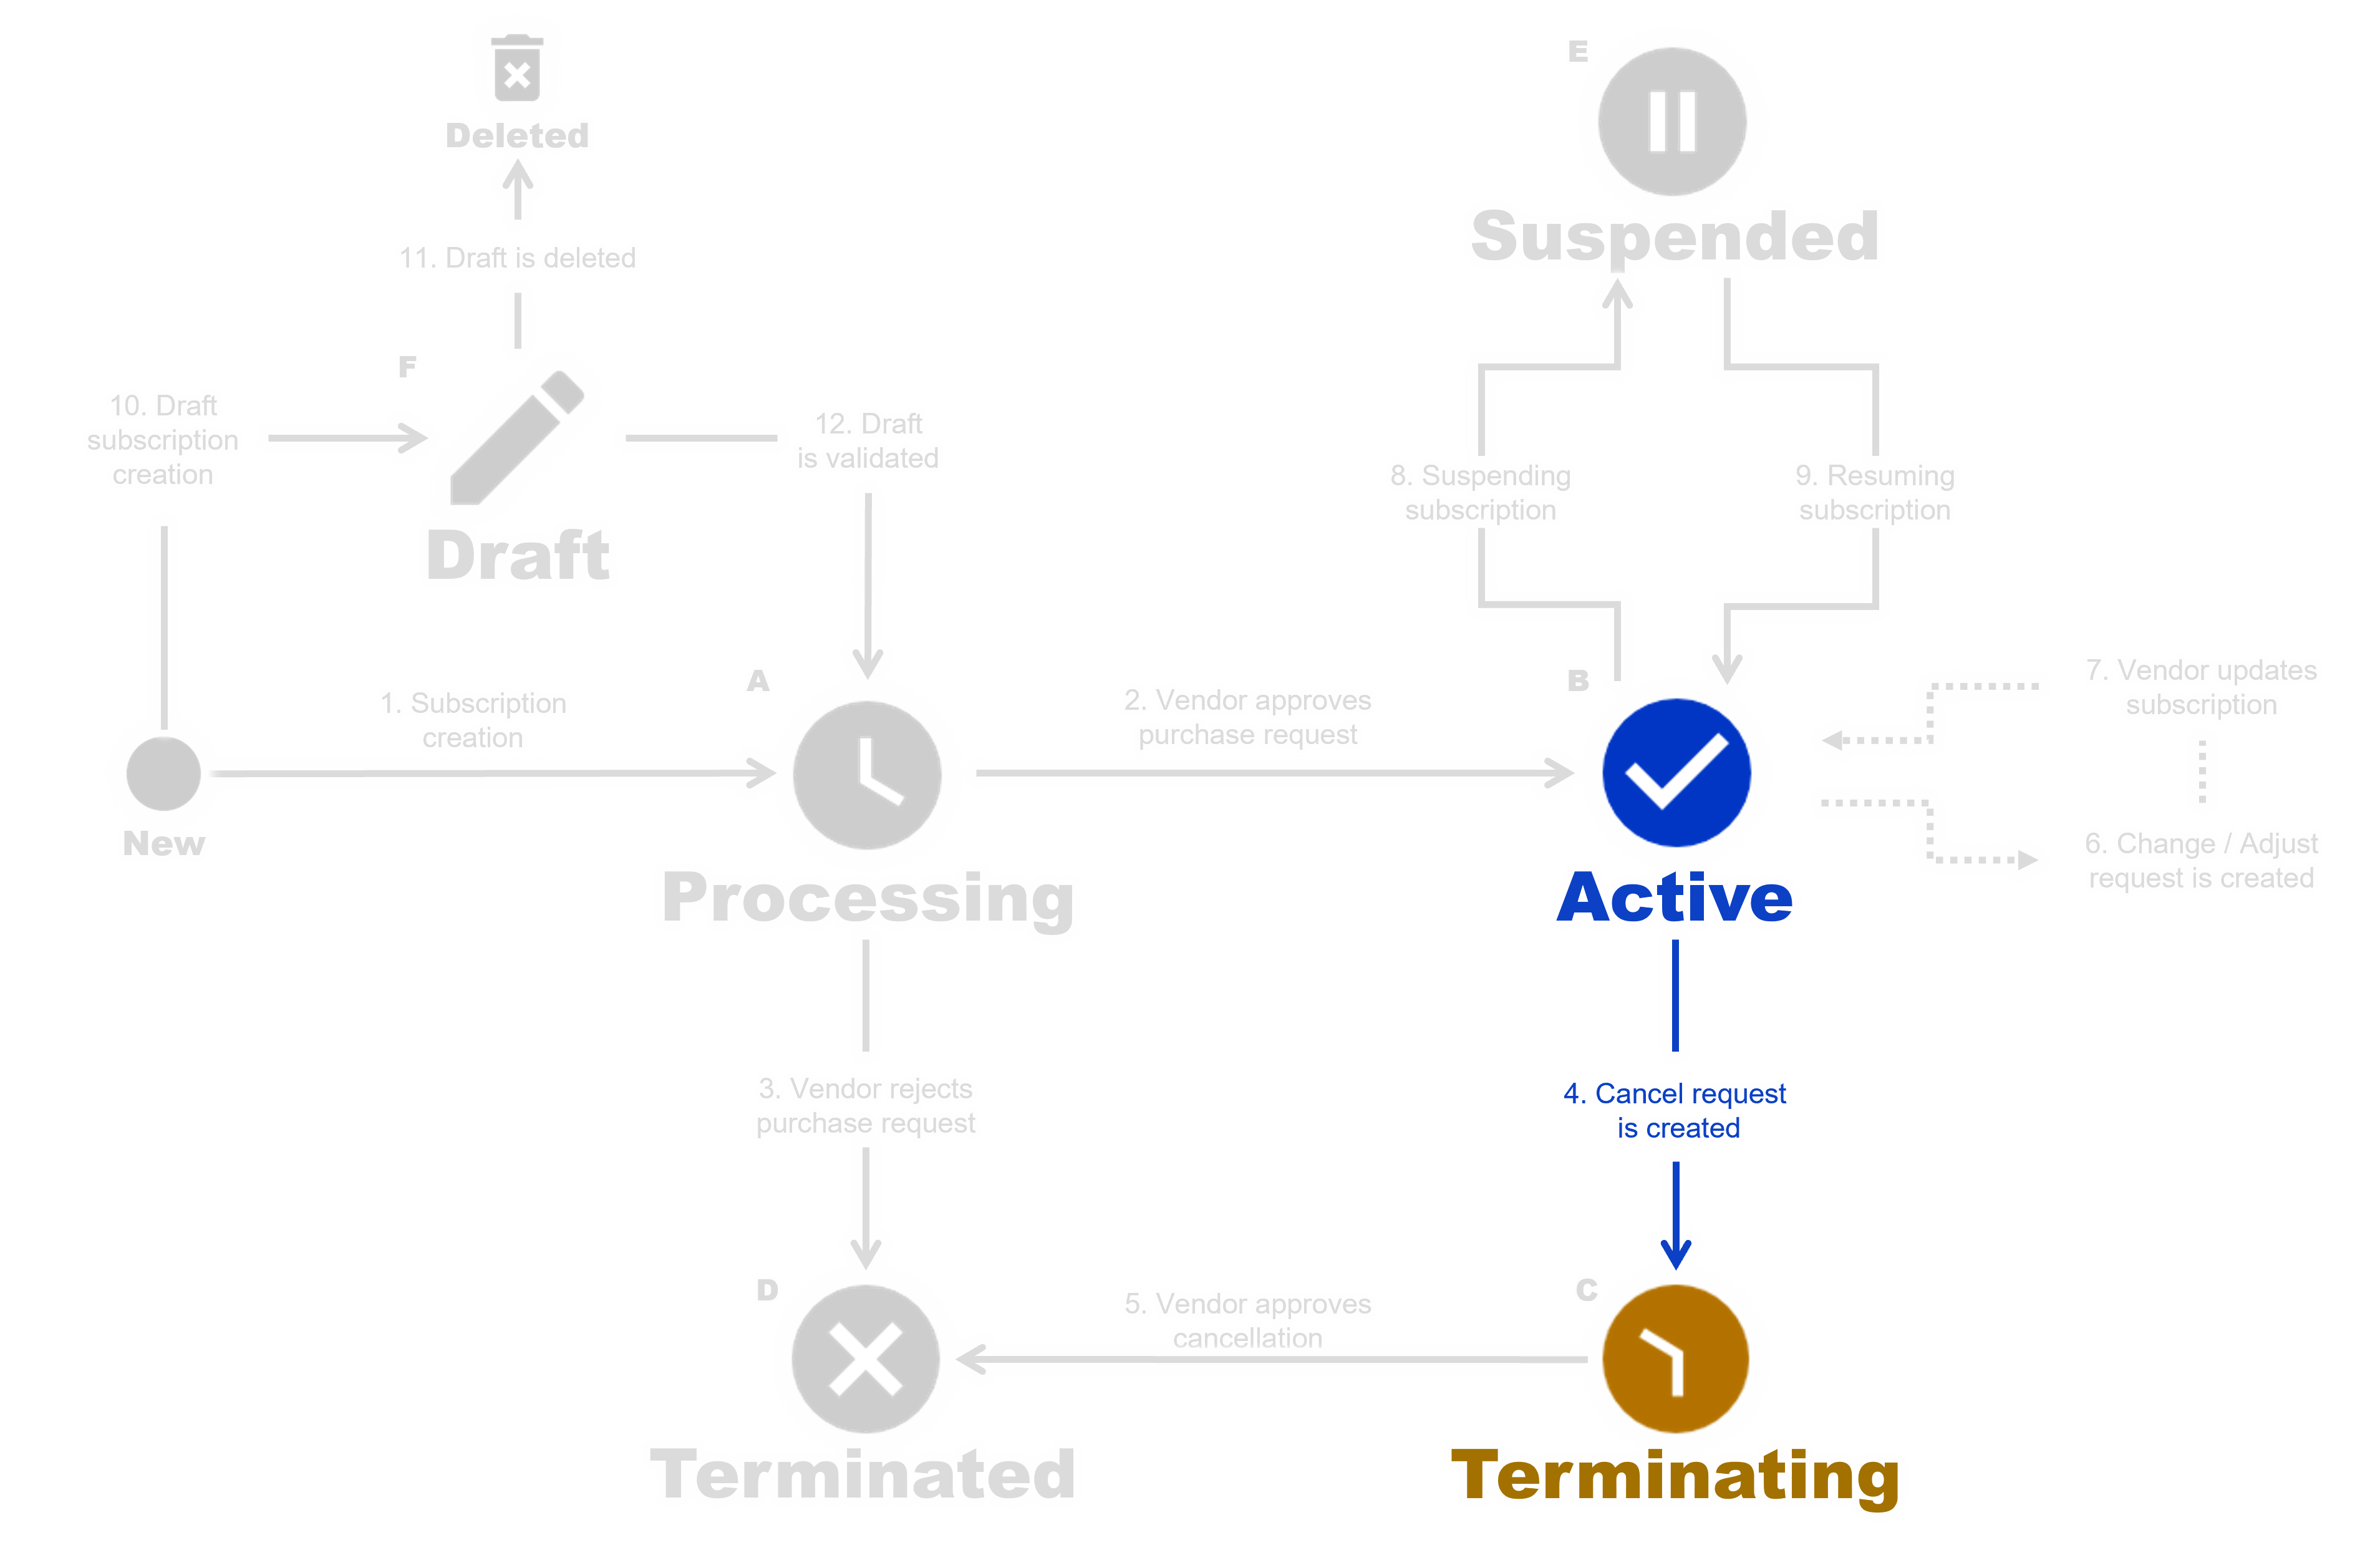 E
Deleted
Suspended
11. Draft is deleted
F
10. Draft
subscription
creation
12. Draft
is validated
8. Suspending
subscription
9. Resuming
subscription
Draft
A
B
1. Subscription
creation
2. Vendor approves
purchase request
7. Vendor updates
subscription
New
6. Change / Adjust
request is created
Processing
Active
3. Vendor rejects
purchase request
4. Cancel request
is created
D
C
5. Vendor approves
cancellation
Terminated
Terminating